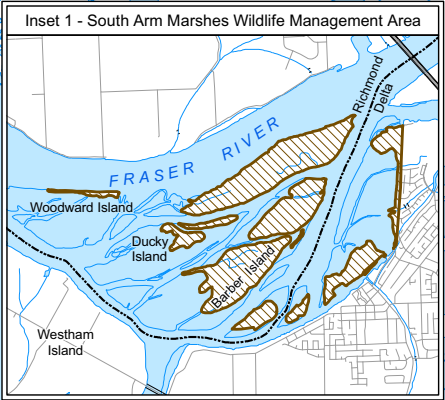 Inset 1 - South Arm Marshes Wildlife Management Area
Richmond
Delta
FRASER RIVER
Woodward Island
Ducky
Island
Barber Island
Westham
Island